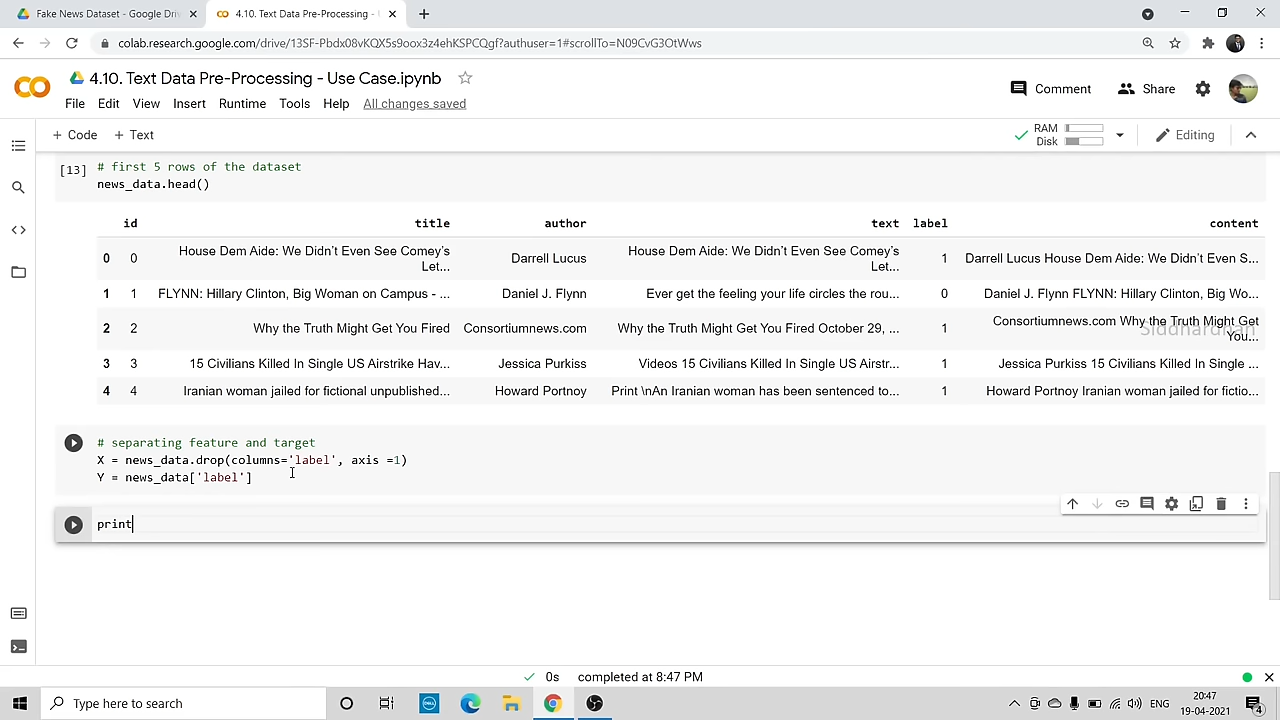 Fake News Dataset - Google Dri
4.10. Text Data Pre-Processing -
colab.research.google.com/drive/13SF-Pbdx08vKQX5s9oox3z4ehKSPCQgf?authuser=1#scrollTo=N09CvG3OtWws
4.10. Text Data Pre-Processing - Use Case.ipynb
Comment
Share
File Edit View Insert Runtime Tools Help All changes saved
+ Code + Text
RAM
Disk
Editing
[13] # first 5 rows of the dataset
news_data.head()
id title author text label content
0 0 House Dem Aide: We Didn't Even See Comey's Let... Darrell Lucus House Dem Aide: We Didn't Even See Comey's Let... 1 Darrell Lucus House Dem Aide: We Didn't Even S...
1 1 FLYNN: Hillary Clinton, Big Woman on Campus - ... Daniel J. Flynn Ever get the feeling your life circles the rou... 0 Daniel J. Flynn FLYNN: Hillary Clinton, Big Wo...
2 2 Why the Truth Might Get You Fired Consortiumnews.com Why the Truth Might Get You Fired October 29, ... 1 Consortiumnews.com Why the Truth Might Get You...
Siddhardhan
3 3 15 Civilians Killed In Single US Airstrike Hav... Jessica Purkiss Videos 15 Civilians Killed In Single US Airstr... 1 Jessica Purkiss 15 Civilians Killed In Single ...
4 4 Iranian woman jailed for fictional unpublished... Howard Portnoy Print \nAn Iranian woman has been sentenced to... 1 Howard Portnoy Iranian woman jailed for fictio...
# separating feature and target
X = news_data.drop(columns='label', axis =1)
Y = news_data['label']
print
0s completed at 8:47 PM
Type here to search
DELL
ENG
20:47
19-04-2021
4